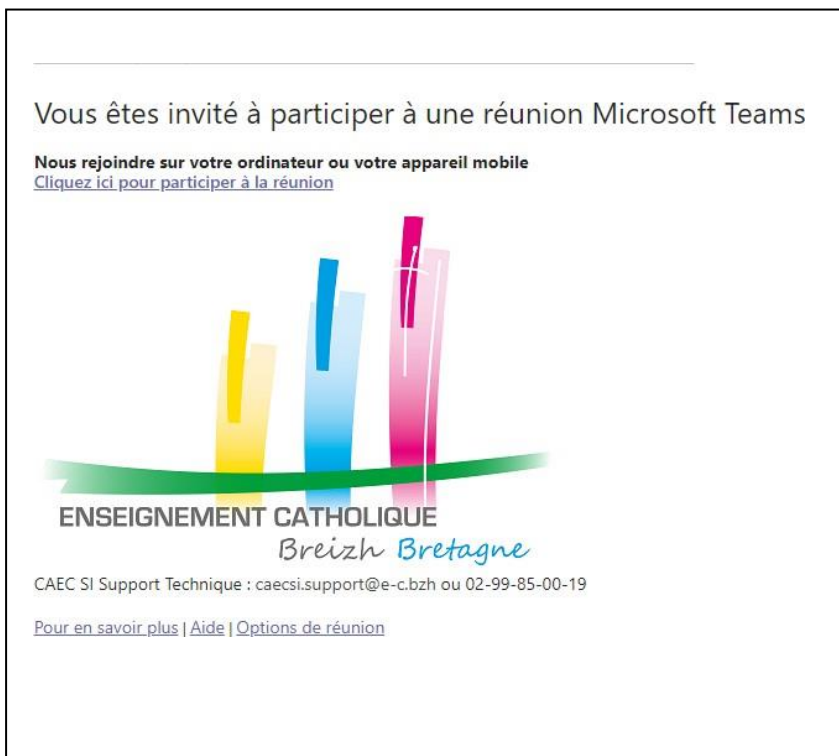 Vous êtes invité à participer à une réunion Microsoft Teams
Nous rejoindre sur votre ordinateur ou votre appareil mobile
Cliquez ici pour participer à la réunion
ENSEIGNEMENT CATHOLIQUE
Breizh Bretagne
CAEC SI Support Technique : caecsi.support@e-c.bzh ou 02-99-85-00-19
Pour en savoir plus | Aide | Options de réunion